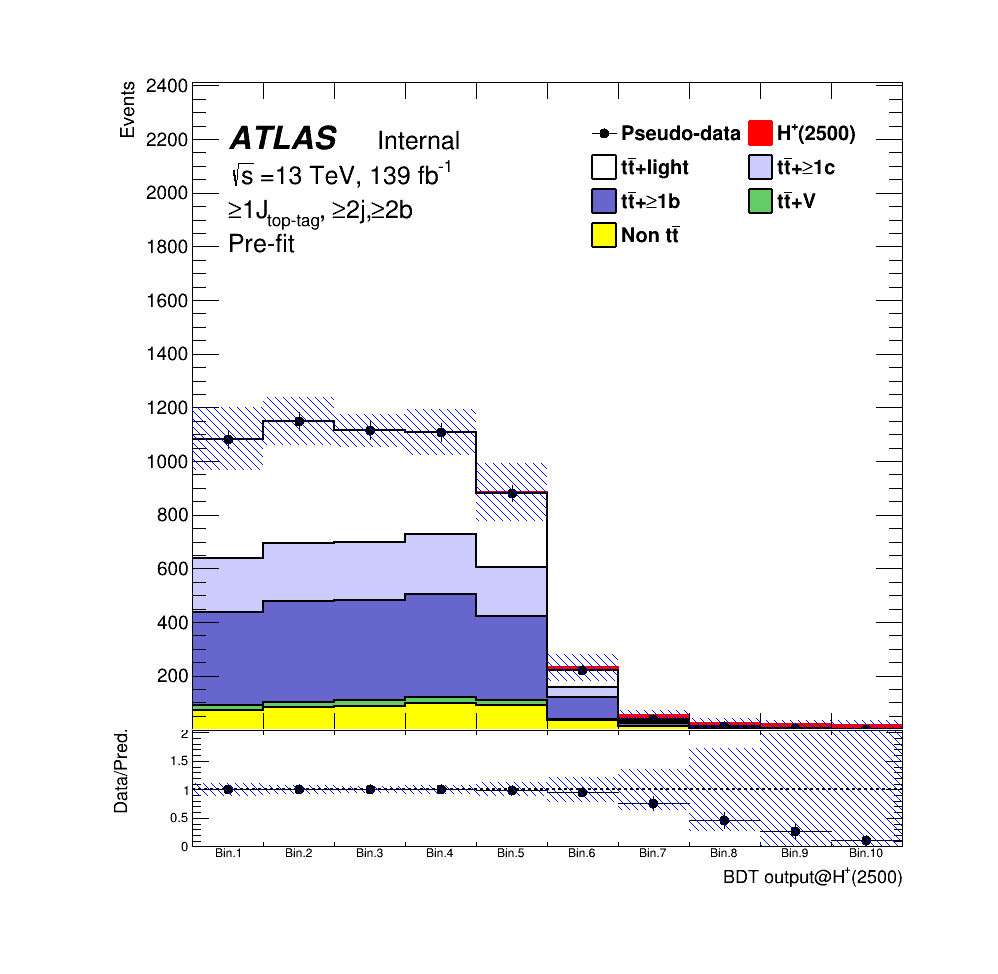 Events
2400
2200
2000
1800
1600
1400
1200
1000
800
600
400
200
ATLAS Internal
√s =13 TeV, 139 fb⁻¹
≥1J_top-tag, ≥2j,≥2b
Pre-fit
Pseudo-data
H⁺(2500)
tt̄+light
tt̄+≥1c
tt̄+≥1b
tt̄+V
Non tt̄
Data/Pred.
2
1.5
1
0.5
0
Bin.1 Bin.2 Bin.3 Bin.4 Bin.5 Bin.6 Bin.7 Bin.8 Bin.9 Bin.10
BDT output@H⁺(2500)